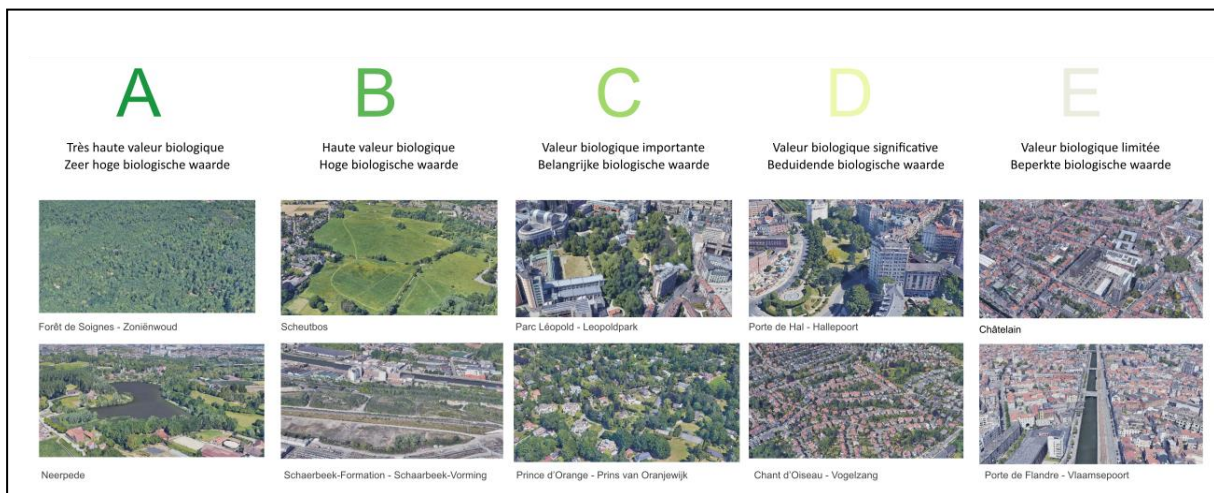 A
B
C
D
E
Très haute valeur biologique
Zeer hoge biologische waarde
Haute valeur biologique
Hoge biologische waarde
Valeur biologique importante
Belangrijke biologische waarde
Valeur biologique significative
Beduidende biologische waarde
Valeur biologique limitée
Beperkte biologische waarde
Forêt de Soignes - Zoniënwoud
Scheutbos
Parc Léopold - Leopoldpark
Porte de Hal - Hallepoort
Châtelain
Neerpede
Schaerbeek-Formation - Schaarbeek-Vorming
Prince d'Orange - Prins van Oranjewijk
Chant d'Oiseau - Vogelzang
Porte de Flandre - Vlaamsepoort